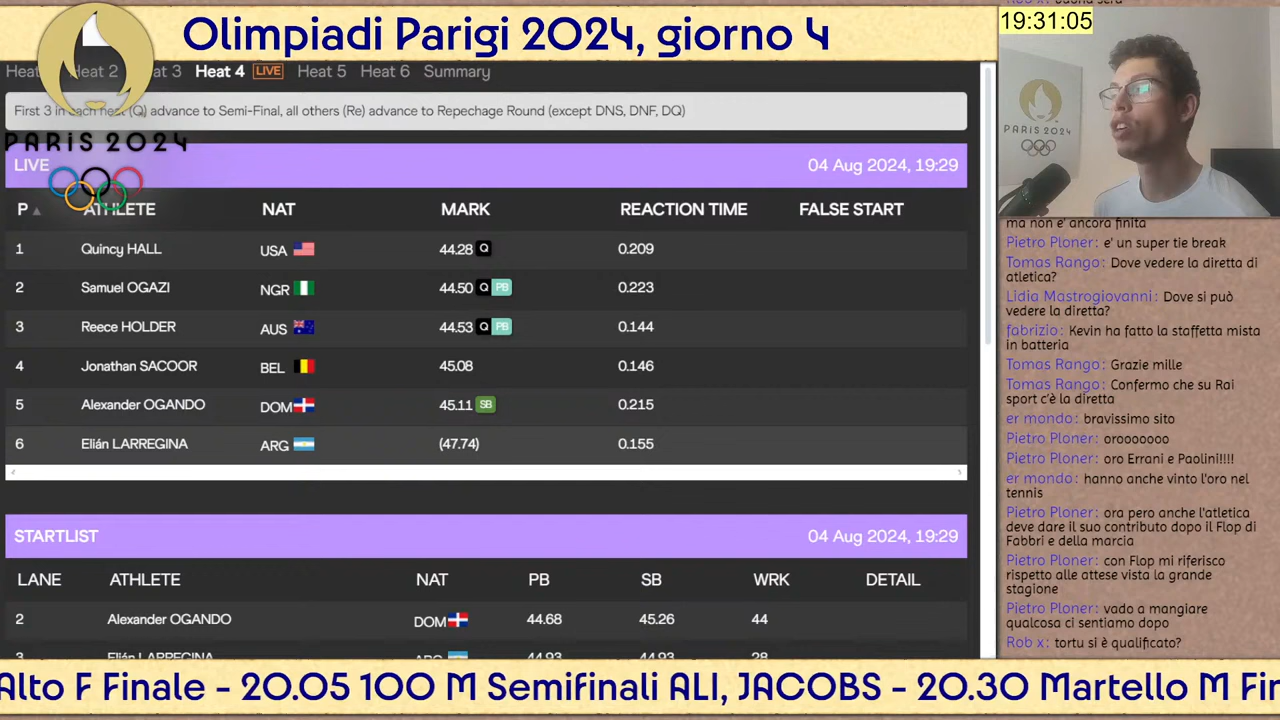 Olimpiadi Parigi 2024, giorno 4
19:31:05
Heat 2
Heat 4 LIVE Heat 5 Heat 6 Summary
First 3 in each heat (Q) advance to Semi-Final, all others (Re) advance to Repechage Round (except DNS, DNF, DQ)
PARIS 2024
LIVE 04 Aug 2024, 19:29
P ATHLETE NAT MARK REACTION TIME FALSE START
1 Quincy HALL USA 44.28 Q 0.209
2 Samuel OGAZI NGR 44.50 Q PB 0.223
3 Reece HOLDER AUS 44.53 Q PB 0.144
4 Jonathan SACOOR BEL 45.08 0.146
5 Alexander OGANDO DOM 45.11 SB 0.215
6 Elián LARREGINA ARG (47.74) 0.155
STARTLIST 04 Aug 2024, 19:29
LANE ATHLETE NAT PB SB WRK DETAIL
2 Alexander OGANDO DOM 44.68 45.26 44
3 Elián LARREGINA ARG 44.93 44.93 28
PARIS 2024
ma non e' ancora finita
Pietro Ploner: e' un super tie break
Tomas Rango: Dove vedere la diretta di
atletica?
Lidia Mastrogiovanni: Dove si può
vedere la diretta?
fabrizio: Kevin ha fatto la staffetta mista
in batteria
Tomas Rango: Grazie mille
Tomas Rango: Confermo che su Rai
sport c'è la diretta
er mondo: bravissimo sito
Pietro Ploner: orooooooo
Pietro Ploner: oro Errani e Paolini!!!!
er mondo: hanno anche vinto l'oro nel
tennis
Pietro Ploner: ora pero anche l'atletica
deve dare il suo contributo dopo il Flop di
Fabbri e della marcia
Pietro Ploner: con Flop mi riferisco
rispetto alle attese vista la grande
stagione
Pietro Ploner: vado a mangiare
qualcosa ci sentiamo dopo
Rob x: tortu si è qualificato?
Alto F Finale - 20.05 100 M Semifinali ALI, JACOBS - 20.30 Martello M Fin